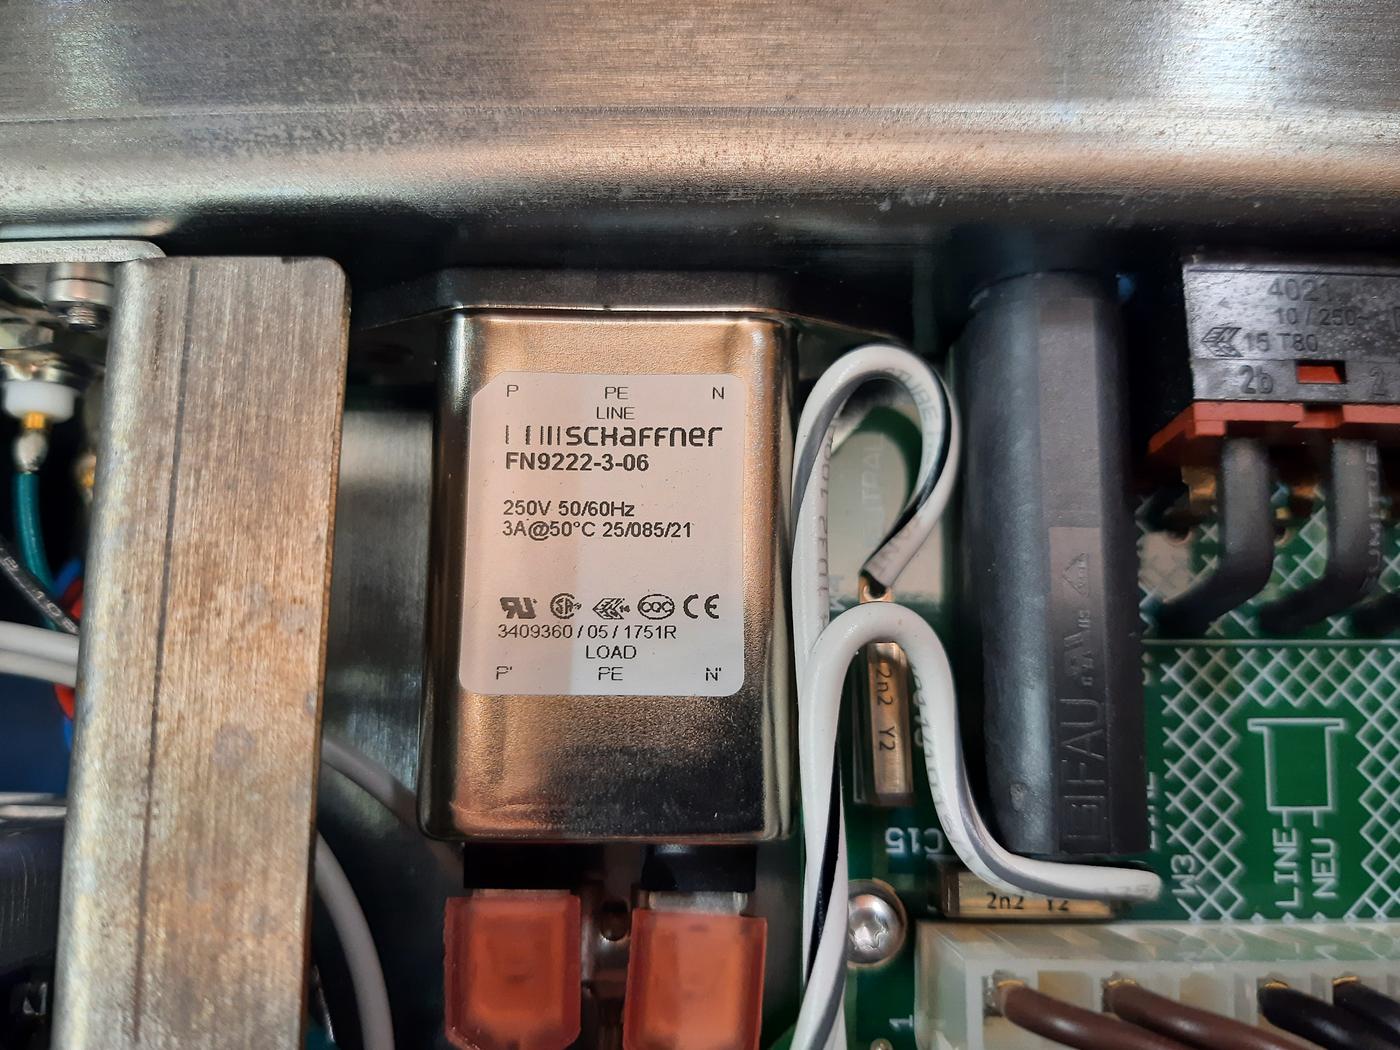 P PE N
LINE
SCHaFFner
FN9222-3-06
250V 50/60Hz
3A@50°C 25/085/21
3409360 / 05 / 1751R
LOAD
P' PE N'
4021
10 / 250~
15 T80
2b 2
2n2 Y2
C15
2n2 Y2
W3
LINE
NEU
1